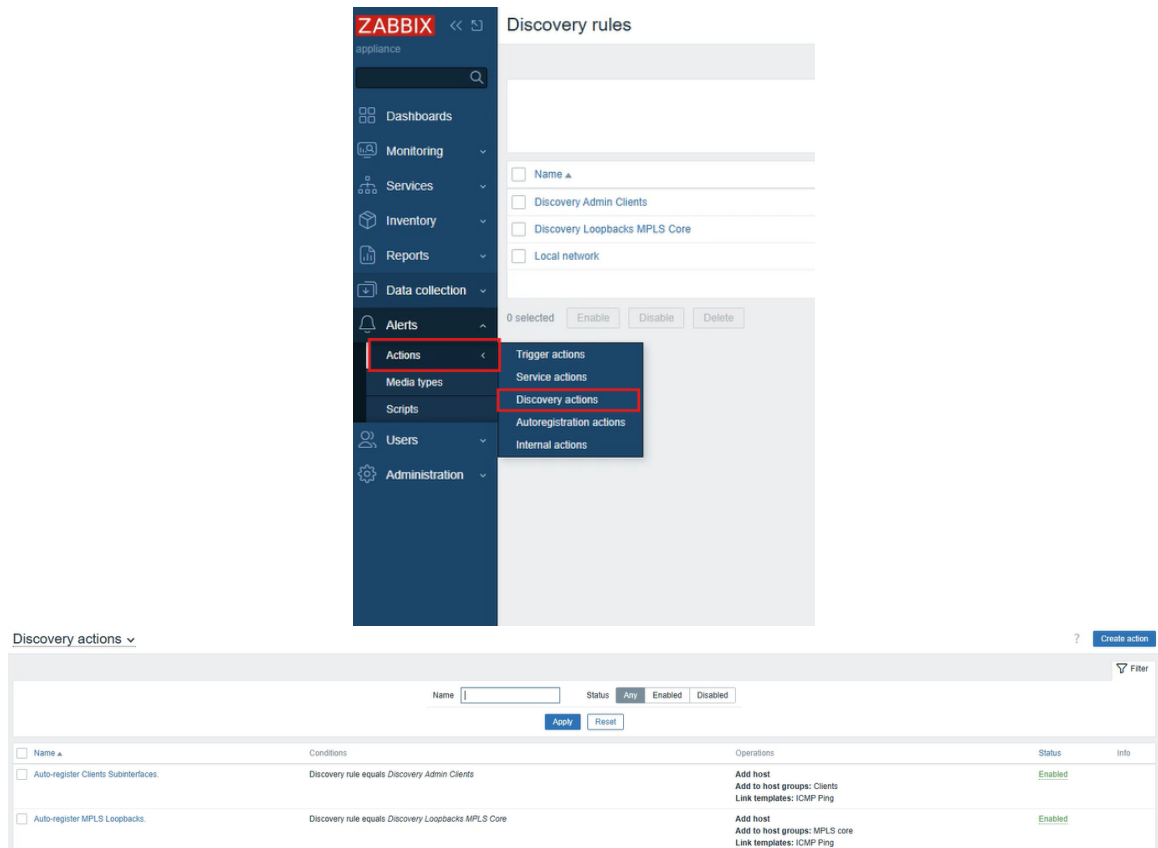 ZABBIX
appliance
Discovery rules
Dashboards
Monitoring
Services
Inventory
Reports
Data collection
Alerts
Actions
Media types
Scripts
Users
Administration
Name
Discovery Admin Clients
Discovery Loopbacks MPLS Core
Local network
0 selected Enable Disable Delete
Trigger actions
Service actions
Discovery actions
Autoregistration actions
Internal actions
Discovery actions
? Create action
Filter
Name Status Any Enabled Disabled
Apply Reset
Name Conditions Operations Status Info
Auto-register Clients Subinterfaces. Discovery rule equals Discovery Admin Clients Add host Enabled
Add to host groups: Clients
Link templates: ICMP Ping
Auto-register MPLS Loopbacks. Discovery rule equals Discovery Loopbacks MPLS Core Add host Enabled
Add to host groups: MPLS core
Link templates: ICMP Ping